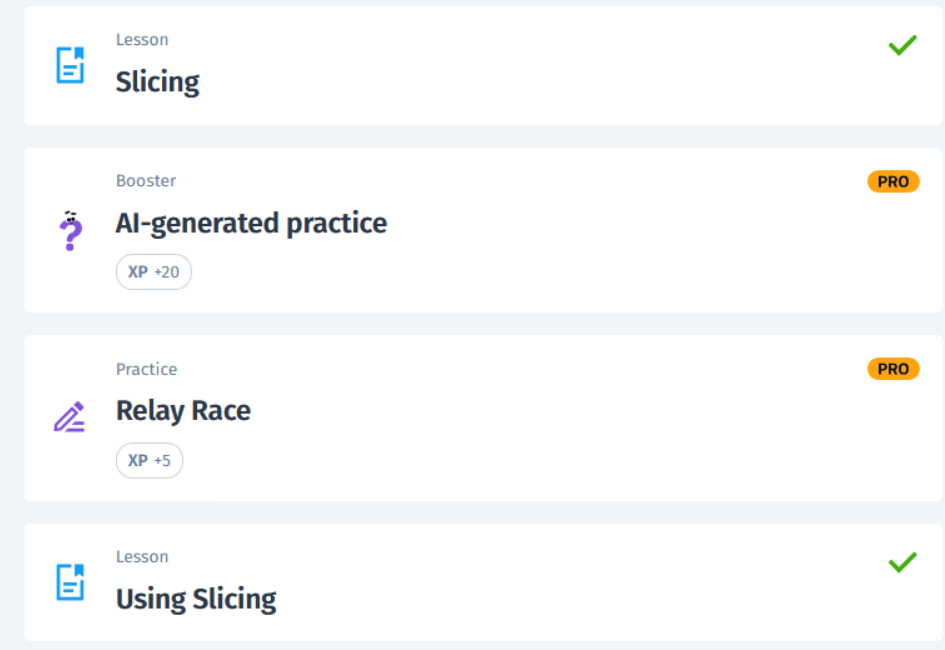 Lesson
Slicing
Booster
PRO
AI-generated practice
XP +20
Practice
PRO
Relay Race
XP +5
Lesson
Using Slicing